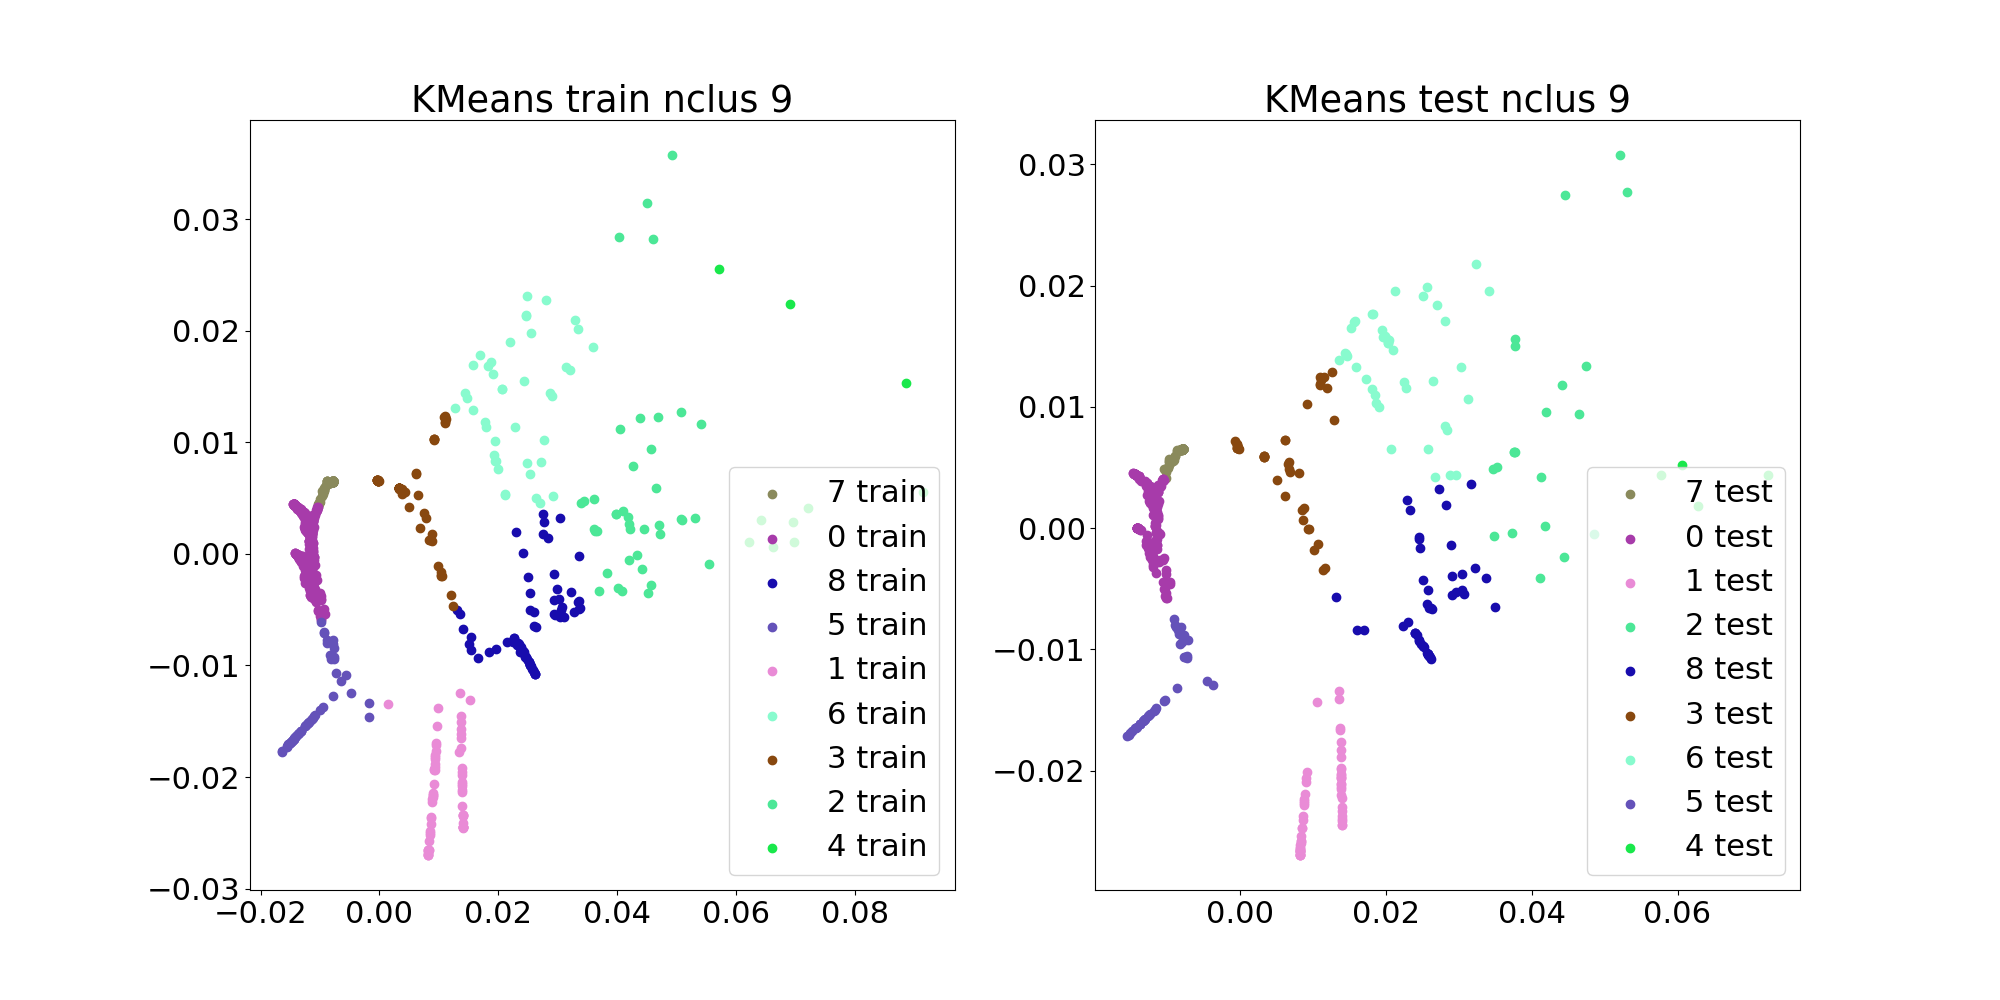 KMeans train nclus 9
0.03
0.02
0.01
0.00
−0.01
−0.02
−0.03
−0.02 0.00 0.02 0.04 0.06 0.08
7 train
0 train
8 train
5 train
1 train
6 train
3 train
2 train
4 train
KMeans test nclus 9
0.03
0.02
0.01
0.00
−0.01
−0.02
0.00 0.02 0.04 0.06
7 test
0 test
1 test
2 test
8 test
3 test
6 test
5 test
4 test